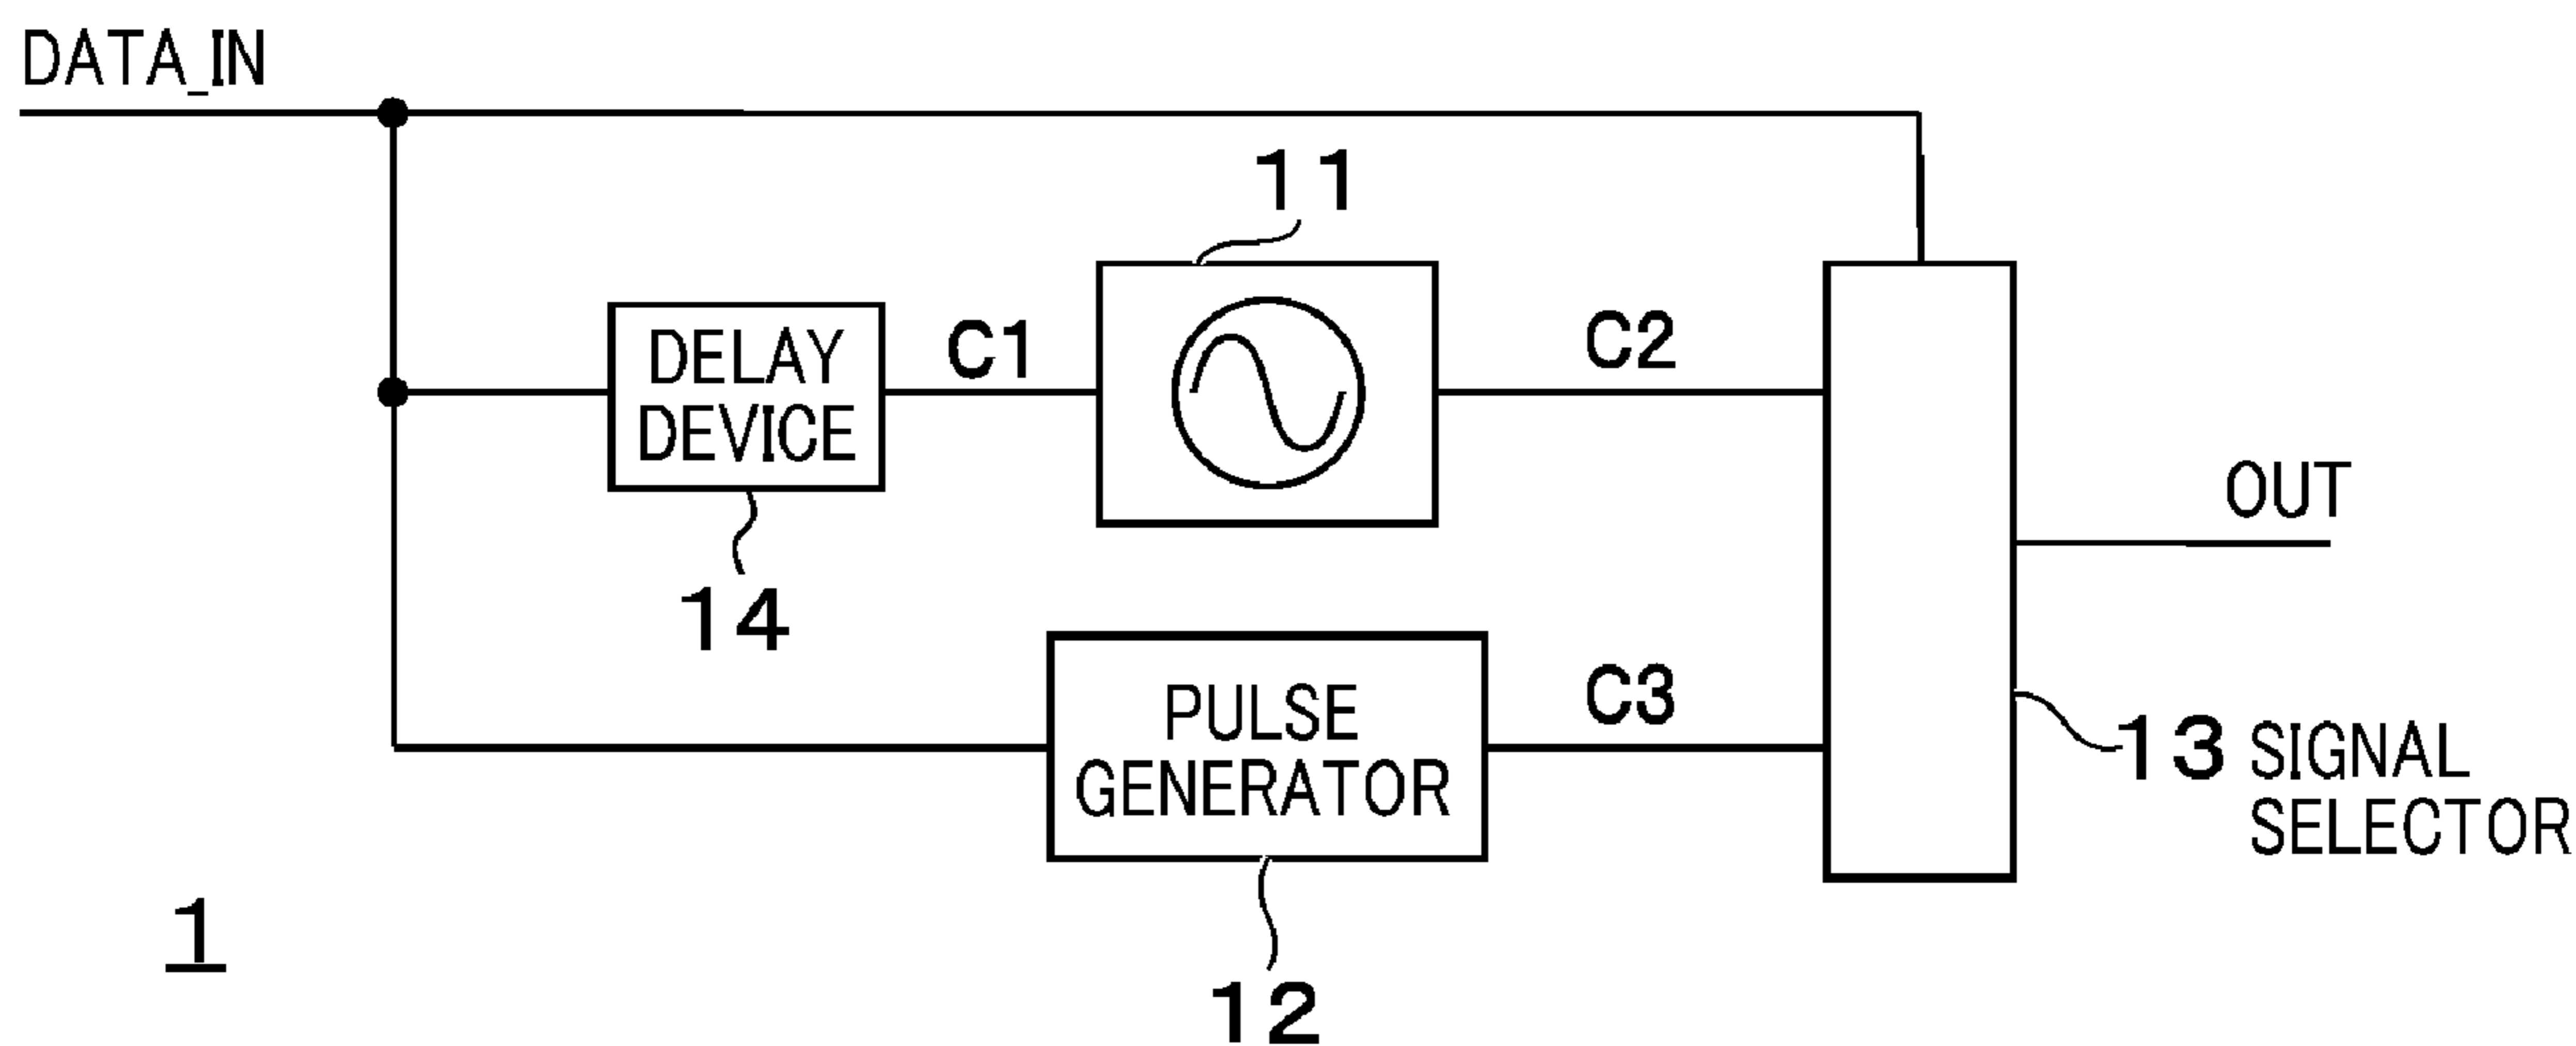 DATA_IN
11
DELAY
DEVICE
C1
C2
OUT
14
PULSE
GENERATOR
C3
13 SIGNAL
SELECTOR
1
12